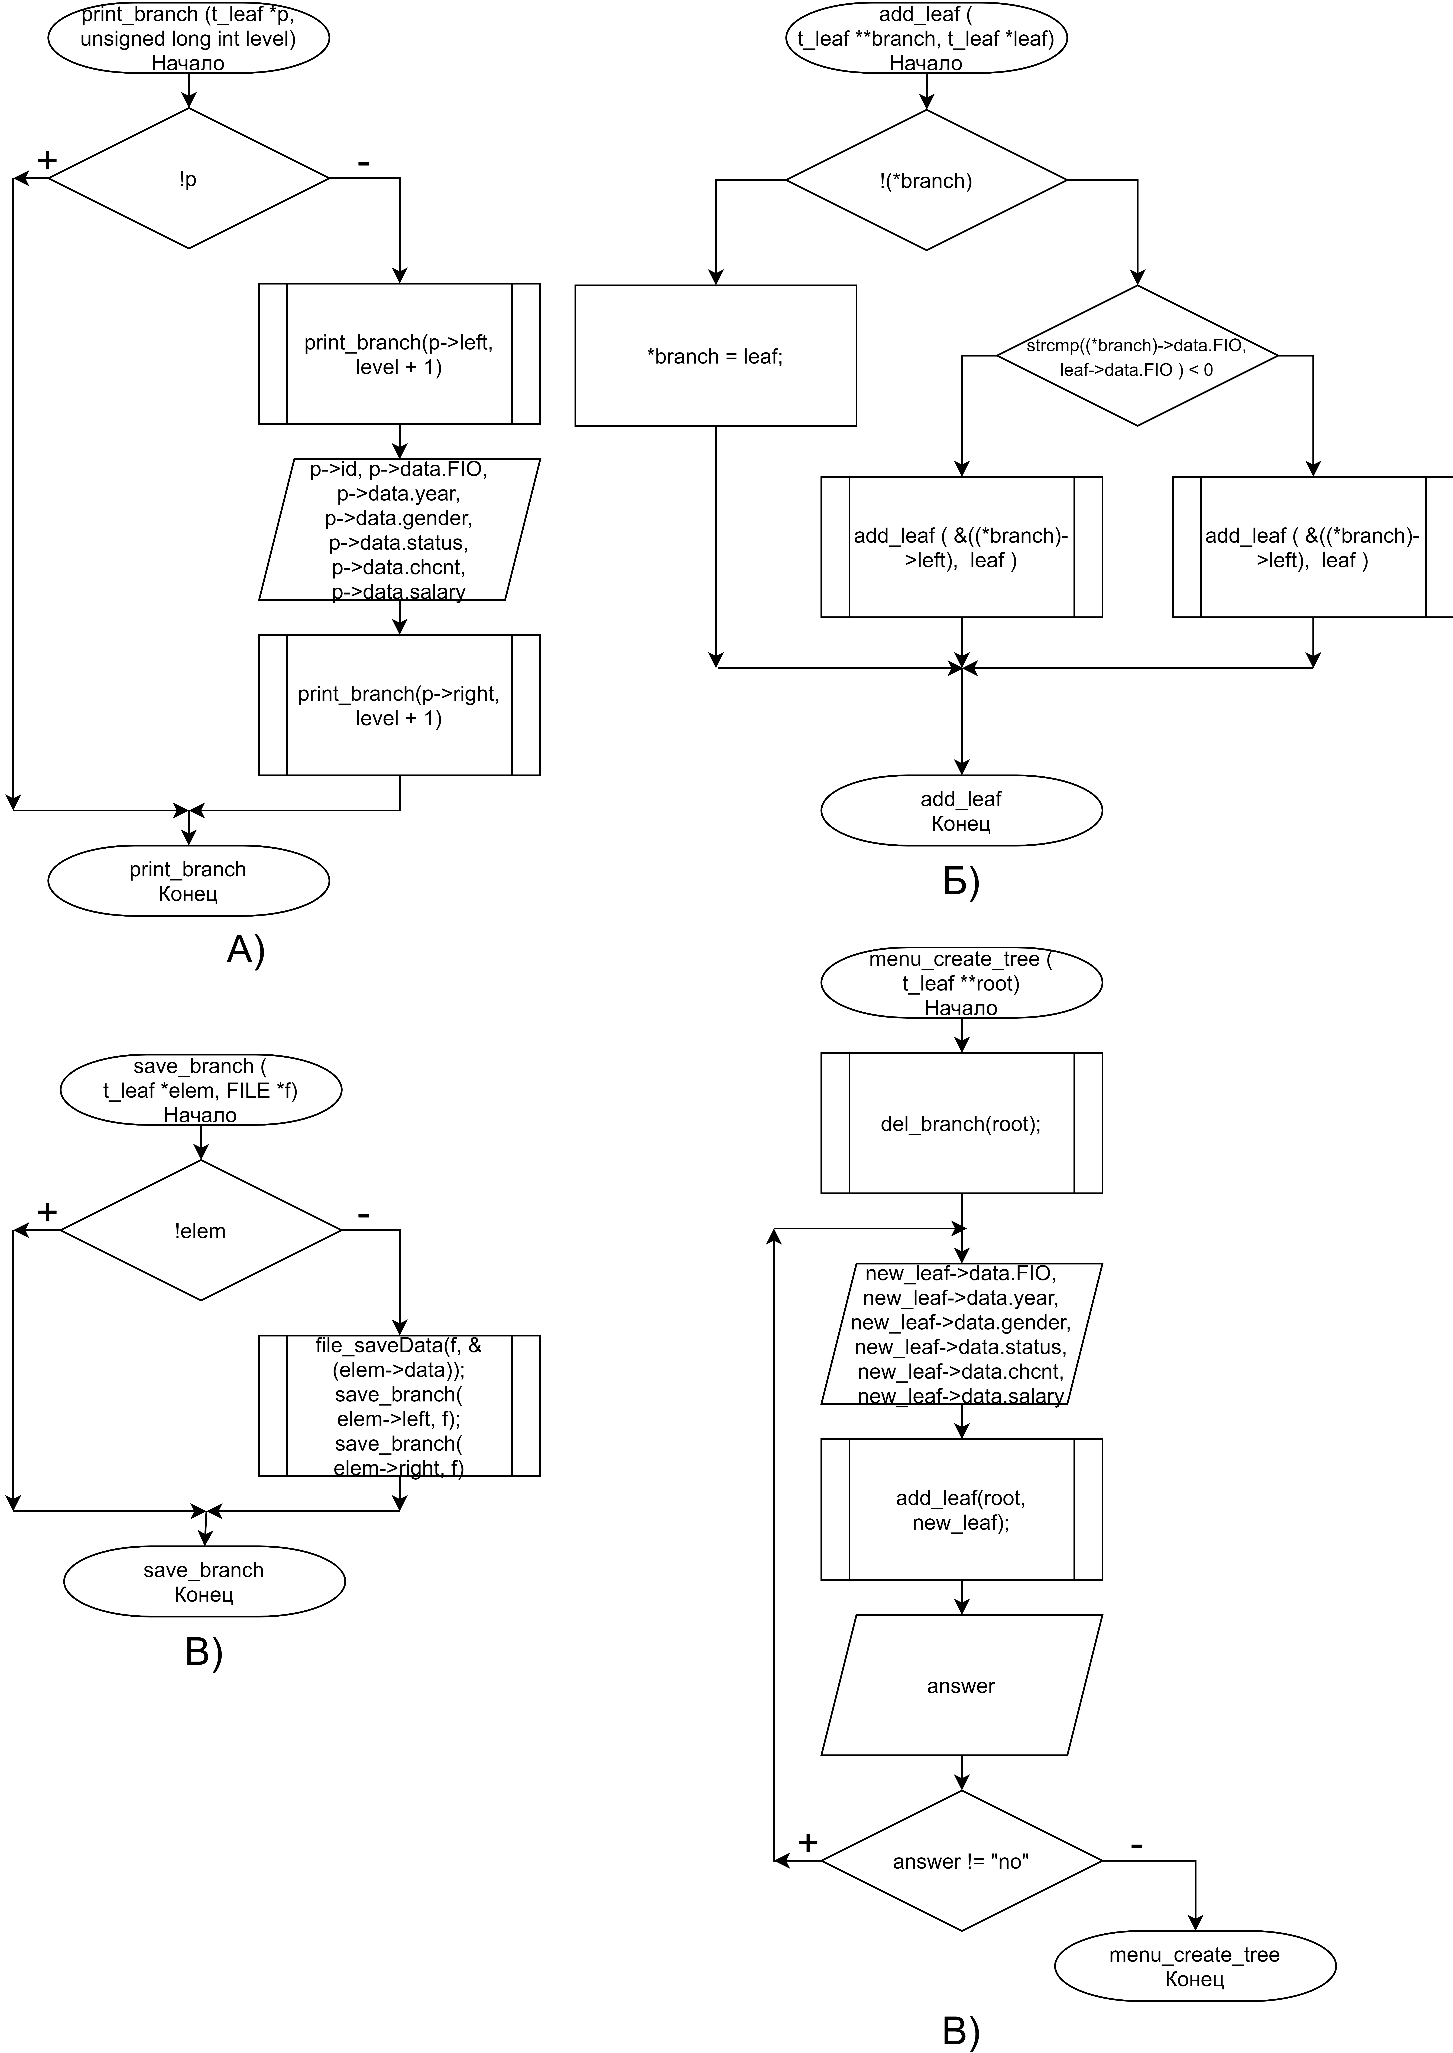 print_branch (t_leaf *p,
unsigned long int level)
Начало
!p
+
-
print_branch(p->left,
level + 1)
p->id, p->data.FIO,
p->data.year,
p->data.gender,
p->data.status,
p->data.chcnt,
p->data.salary
print_branch(p->right,
level + 1)
print_branch
Конец
А)
add_leaf (
t_leaf **branch, t_leaf *leaf)
Начало
!(*branch)
*branch = leaf;
strcmp((*branch)->data.FIO,
leaf->data.FIO ) < 0
add_leaf ( &((*branch)-
>left), leaf )
add_leaf ( &((*branch)-
>left), leaf )
add_leaf
Конец
Б)
save_branch (
t_leaf *elem, FILE *f)
Начало
!elem
+
-
file_saveData(f, &
(elem->data));
save_branch(
elem->left, f);
save_branch(
elem->right, f)
save_branch
Конец
В)
menu_create_tree (
t_leaf **root)
Начало
del_branch(root);
new_leaf->data.FIO,
new_leaf->data.year,
new_leaf->data.gender,
new_leaf->data.status,
new_leaf->data.chcnt,
new_leaf->data.salary
add_leaf(root,
new_leaf);
answer
answer != "no"
+
-
menu_create_tree
Конец
В)